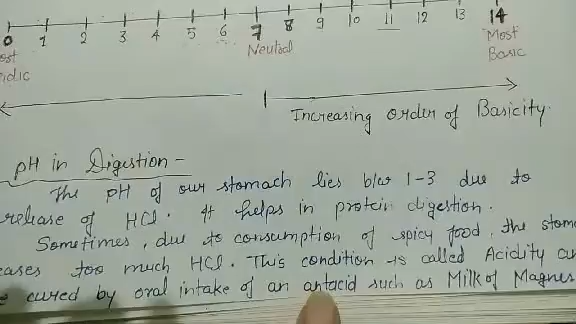 0 1 2 3 4 5 6 7 8 9 10 11 12 13 14
Neutral Most
Basic
Increasing Order of Basicity.
pH in Digestion -
The pH of our stomach lies b/w 1-3 due to
release of HCl. It helps in protein digestion.
Sometimes, due to consumption of spicy food, the stoma
eases too much HCl. This condition is called Acidity an
cured by oral intake of an antacid such as Milk of Magnes